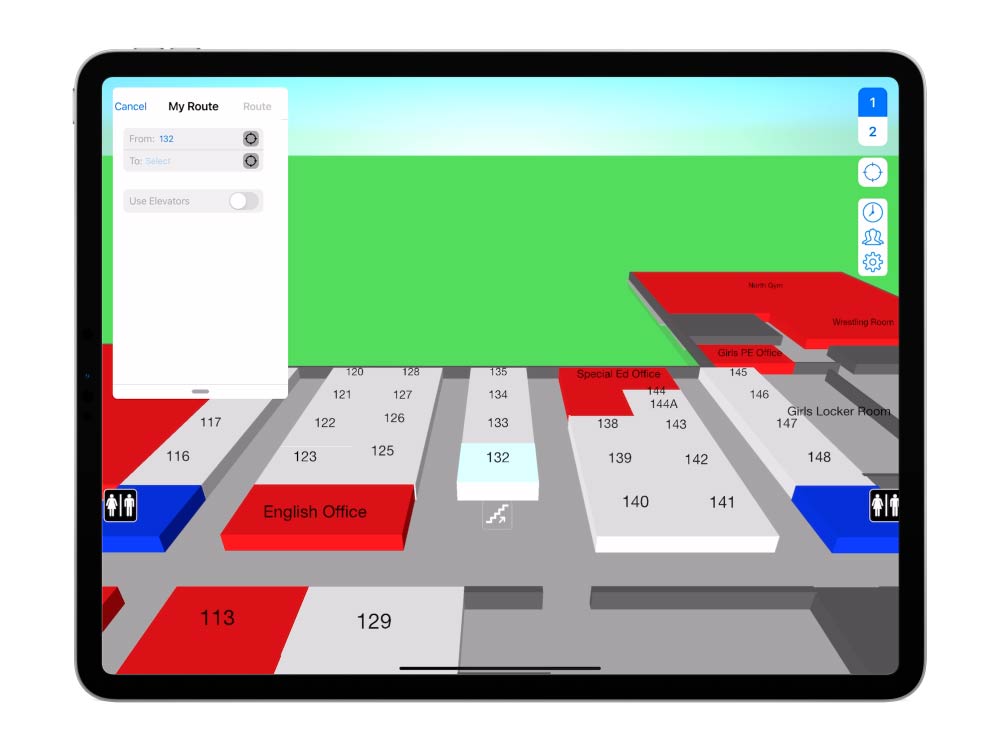 Cancel My Route Route
From: 132
To: Select
Use Elevators
1
2
North Gym
Wrestling Room
Girls PE Office
120 128 135 Special Ed Office 145
121 127 134 144 146
144A
117 122 126 133 138 143 147 Girls Locker Room
116 123 125 132 139 142 148
140 141
English Office
113 129